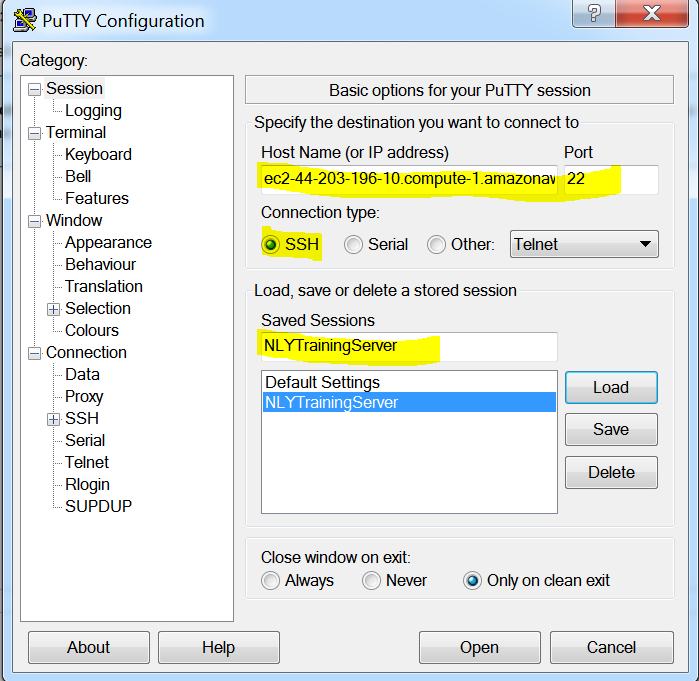 PuTTY Configuration
?
X
Category:
Session
Logging
Terminal
Keyboard
Bell
Features
Window
Appearance
Behaviour
Translation
Selection
Colours
Connection
Data
Proxy
SSH
Serial
Telnet
Rlogin
SUPDUP
Basic options for your PuTTY session
Specify the destination you want to connect to
Host Name (or IP address) Port
ec2-44-203-196-10.compute-1.amazonav 22
Connection type:
SSH Serial Other: Telnet
Load, save or delete a stored session
Saved Sessions
NLYTrainingServer
Default Settings
NLYTrainingServer
Load
Save
Delete
Close window on exit:
Always Never Only on clean exit
About Help Open Cancel